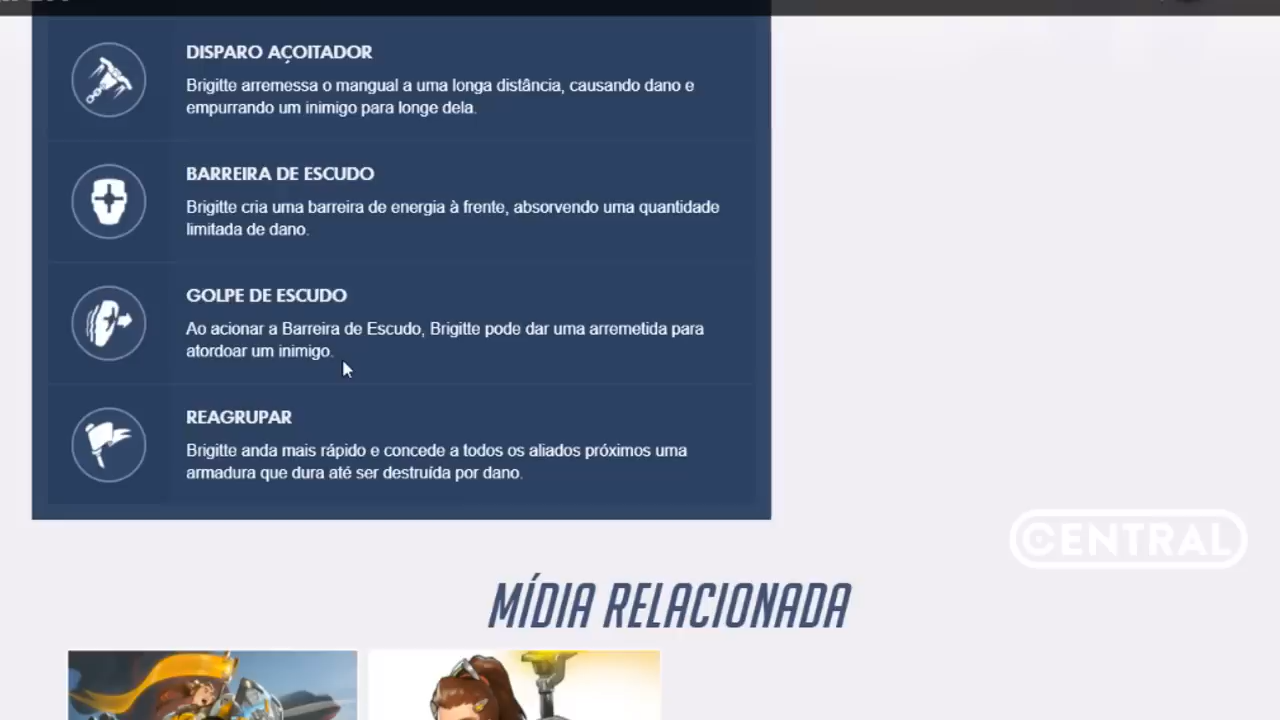 DISPARO AÇOITADOR
Brigitte arremessa o mangual a uma longa distância, causando dano e
empurrando um inimigo para longe dela.
BARREIRA DE ESCUDO
Brigitte cria uma barreira de energia à frente, absorvendo uma quantidade
limitada de dano.
GOLPE DE ESCUDO
Ao acionar a Barreira de Escudo, Brigitte pode dar uma arremetida para
atordoar um inimigo.
REAGRUPAR
Brigitte anda mais rápido e concede a todos os aliados próximos uma
armadura que dura até ser destruída por dano.
CENTRAL
MÍDIA RELACIONADA